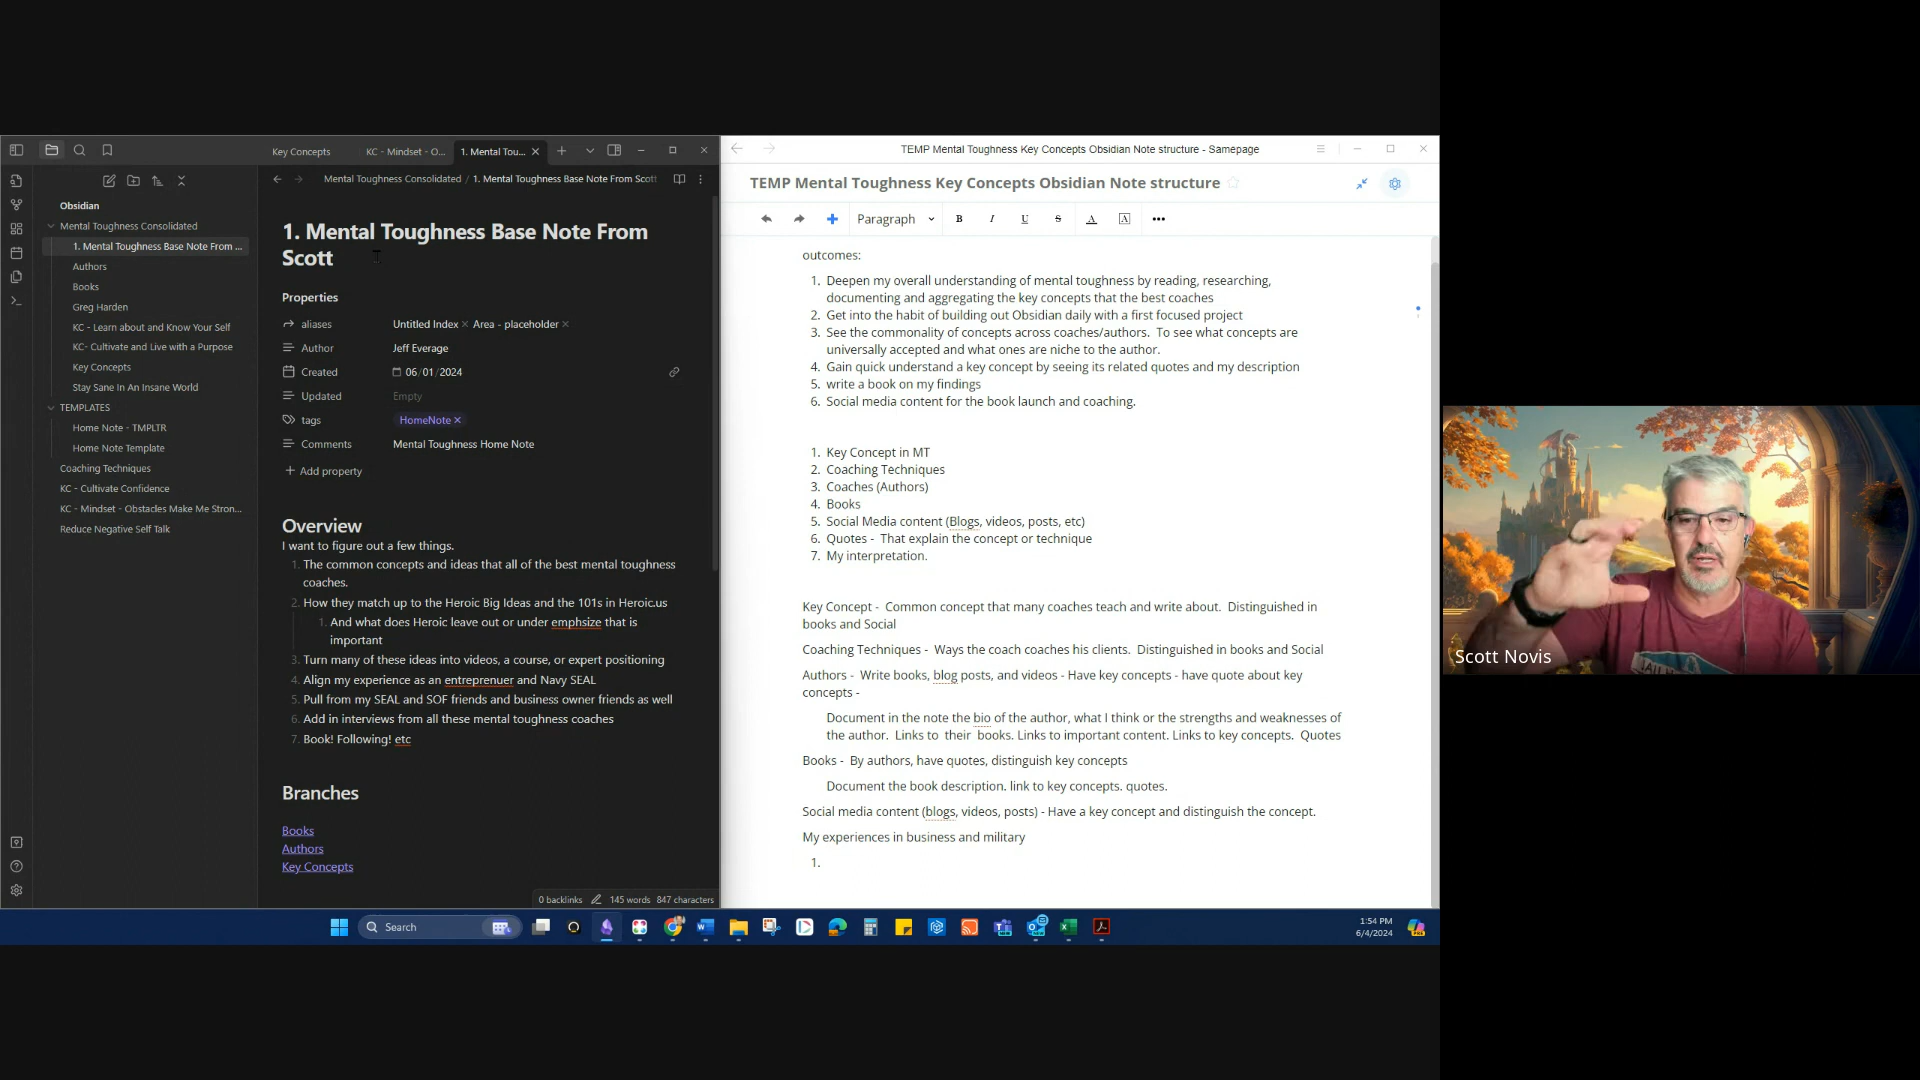 Key Concepts
KC - Mindset - O...
1. Mental Tou...
Mental Toughness Consolidated / 1. Mental Toughness Base Note From Scott
Obsidian
Mental Toughness Consolidated
1. Mental Toughness Base Note From ...
Authors
Books
Greg Harden
KC - Learn about and Know Your Self
KC- Cultivate and Live with a Purpose
Key Concepts
Stay Sane In An Insane World
TEMPLATES
Home Note - TMPLTR
Home Note Template
Coaching Techniques
KC - Cultivate Confidence
KC - Mindset - Obstacles Make Me Stron...
Reduce Negative Self Talk
1. Mental Toughness Base Note From
Scott
Properties
aliases Untitled Index Area - placeholder
Author Jeff Everage
Created 06/01/2024
Updated Empty
tags HomeNote
Comments Mental Toughness Home Note
Add property
Overview
I want to figure out a few things.
1. The common concepts and ideas that all of the best mental toughness
coaches.
2. How they match up to the Heroic Big Ideas and the 101s in Heroic.us
1. And what does Heroic leave out or under emphsize that is
important
3. Turn many of these ideas into videos, a course, or expert positioning
4. Align my experience as an entreprenuer and Navy SEAL
5. Pull from my SEAL and SOF friends and business owner friends as well
6. Add in interviews from all these mental toughness coaches
7. Book! Following! etc
Branches
Books
Authors
Key Concepts
0 backlinks 145 words 847 characters
TEMP Mental Toughness Key Concepts Obsidian Note structure - Samepage
TEMP Mental Toughness Key Concepts Obsidian Note structure
Paragraph B I U S A A
outcomes:
1. Deepen my overall understanding of mental toughness by reading, researching,
documenting and aggregating the key concepts that the best coaches
2. Get into the habit of building out Obsidian daily with a first focused project
3. See the commonality of concepts across coaches/authors. To see what concepts are
universally accepted and what ones are niche to the author.
4. Gain quick understand a key concept by seeing its related quotes and my description
5. write a book on my findings
6. Social media content for the book launch and coaching.
1. Key Concept in MT
2. Coaching Techniques
3. Coaches (Authors)
4. Books
5. Social Media content (Blogs, videos, posts, etc)
6. Quotes - That explain the concept or technique
7. My interpretation.
Key Concept - Common concept that many coaches teach and write about. Distinguished in
books and Social
Coaching Techniques - Ways the coach coaches his clients. Distinguished in books and Social
Authors - Write books, blog posts, and videos - Have key concepts - have quote about key
concepts -
Document in the note the bio of the author, what I think or the strengths and weaknesses of
the author. Links to their books. Links to important content. Links to key concepts. Quotes
Books - By authors, have quotes, distinguish key concepts
Document the book description. link to key concepts. quotes.
Social media content (blogs, videos, posts) - Have a key concept and distinguish the concept.
My experiences in business and military
1.
Search
1:54 PM
6/4/2024
Scott Novis